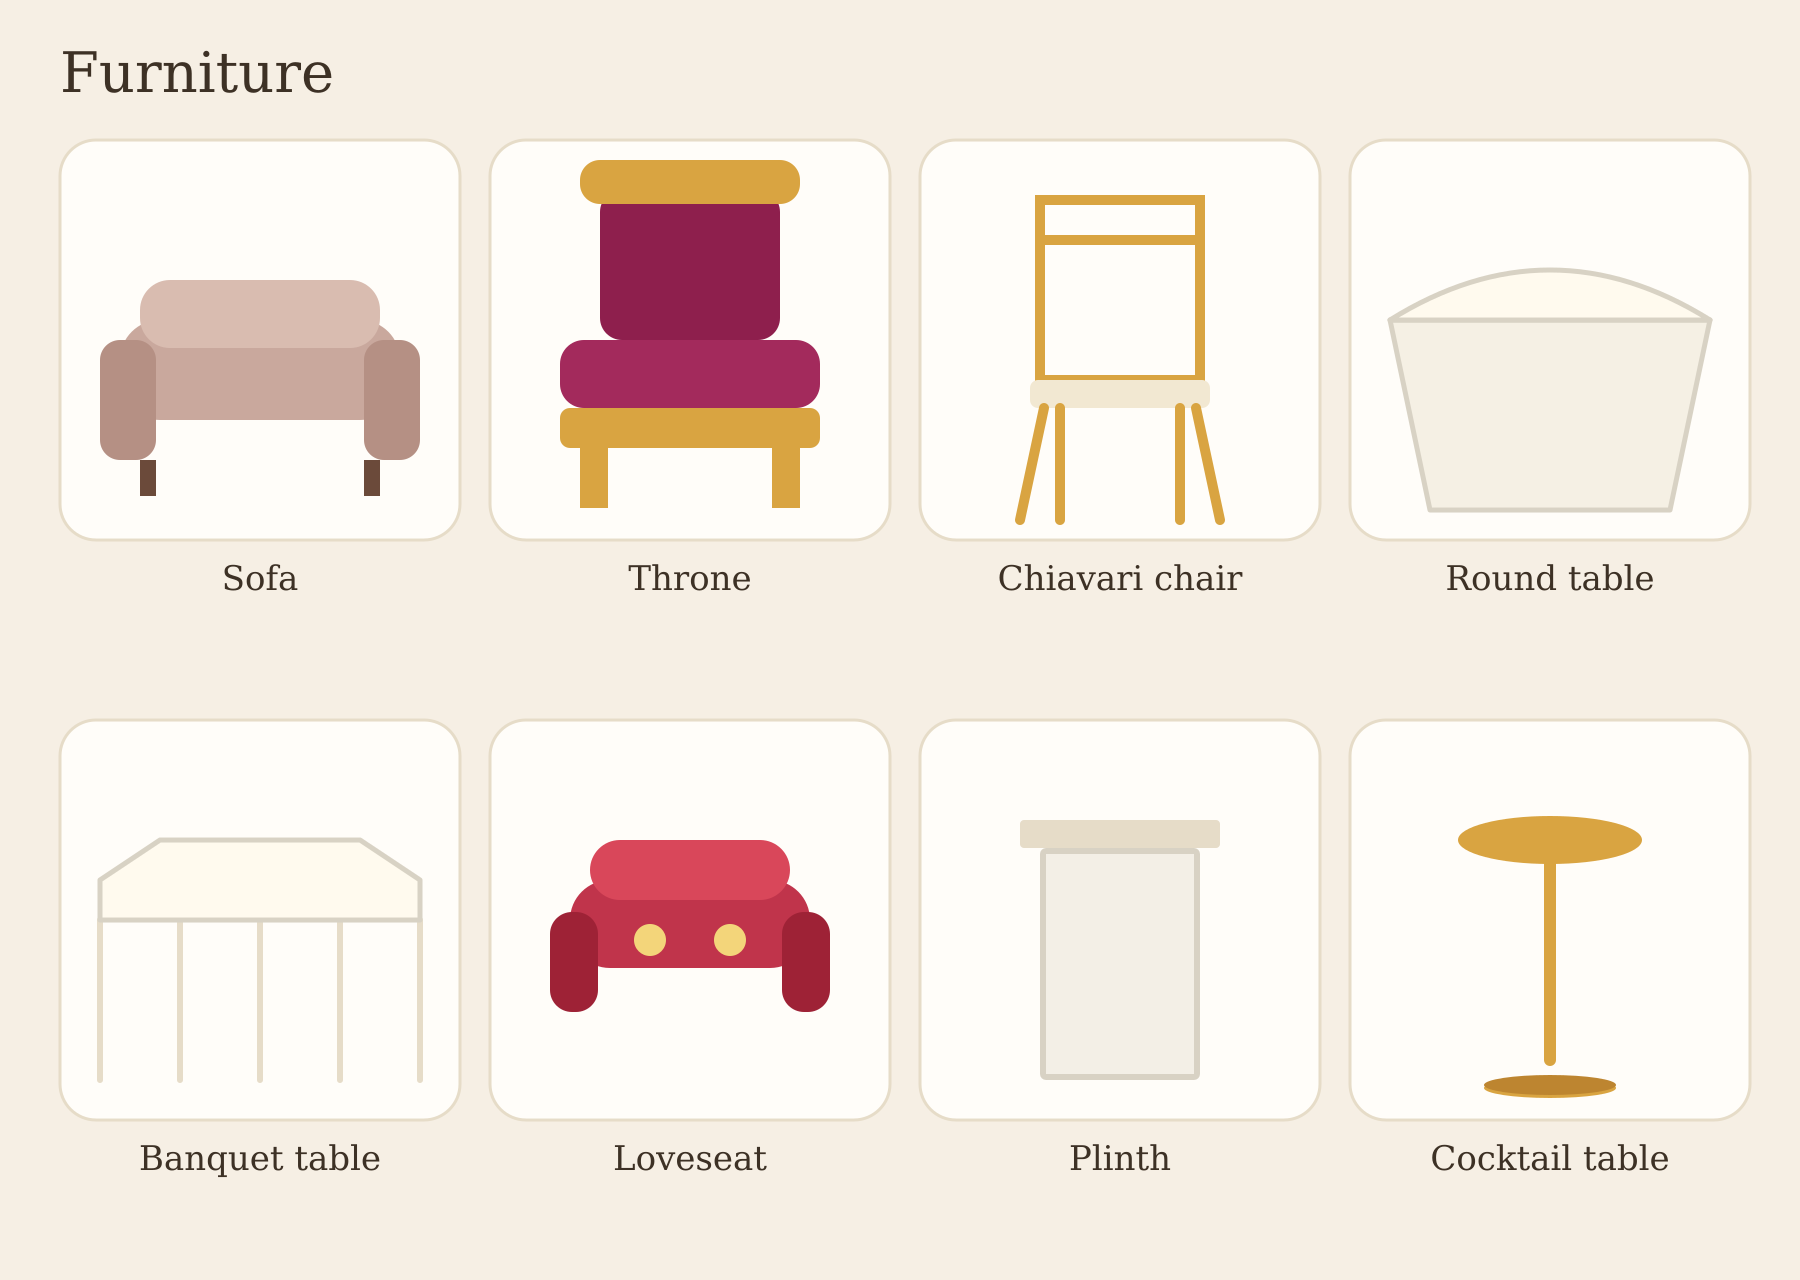 Furniture
Sofa
Throne
Chiavari chair
Round table
Banquet table
Loveseat
Plinth
Cocktail table